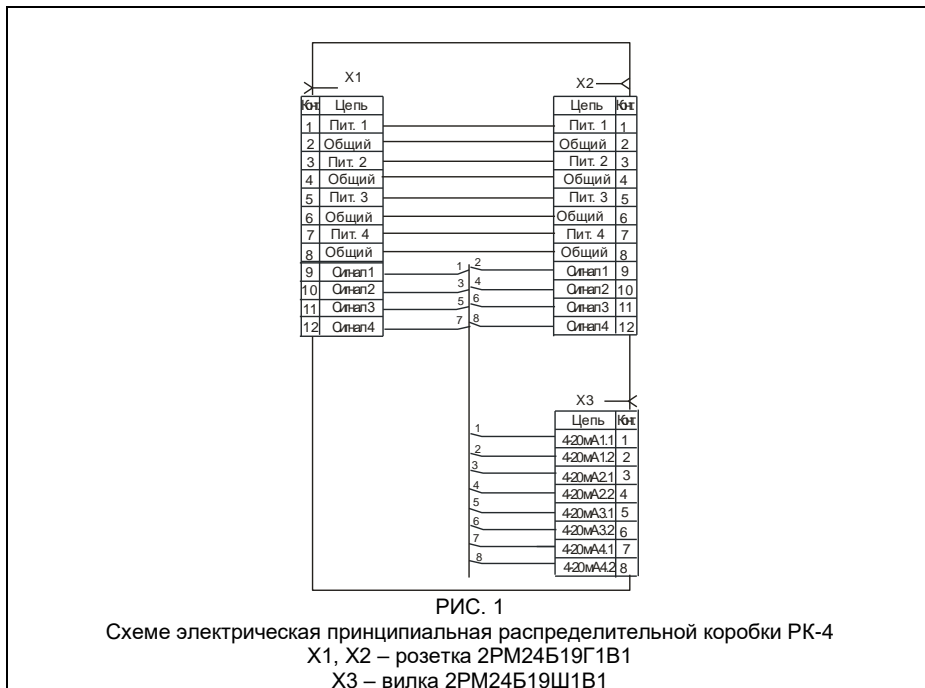 X1 X2
Конт Цепь Цепь Конт
1 Пит. 1 Пит. 1 1
2 Общий Общий 2
3 Пит. 2 Пит. 2 3
4 Общий Общий 4
5 Пит. 3 Пит. 3 5
6 Общий Общий 6
7 Пит. 4 Пит. 4 7
8 Общий Общий 8
9 Сигнал1 1 2 Сигнал1 9
10 Сигнал2 3 4 Сигнал2 10
11 Сигнал3 5 6 Сигнал3 11
12 Сигнал4 7 8 Сигнал4 12
X3
Цепь Конт
1 4-20мА1.1 1
2 4-20мА1.2 2
3 4-20мА2.1 3
4 4-20мА2.2 4
5 4-20мА3.1 5
6 4-20мА3.2 6
7 4-20мА4.1 7
8 4-20мА4.2 8
РИС. 1
Схеме электрическая принципиальная распределительной коробки РК-4
X1, X2 – розетка 2РМ24Б19Г1В1
X3 – вилка 2РМ24Б19Ш1В1